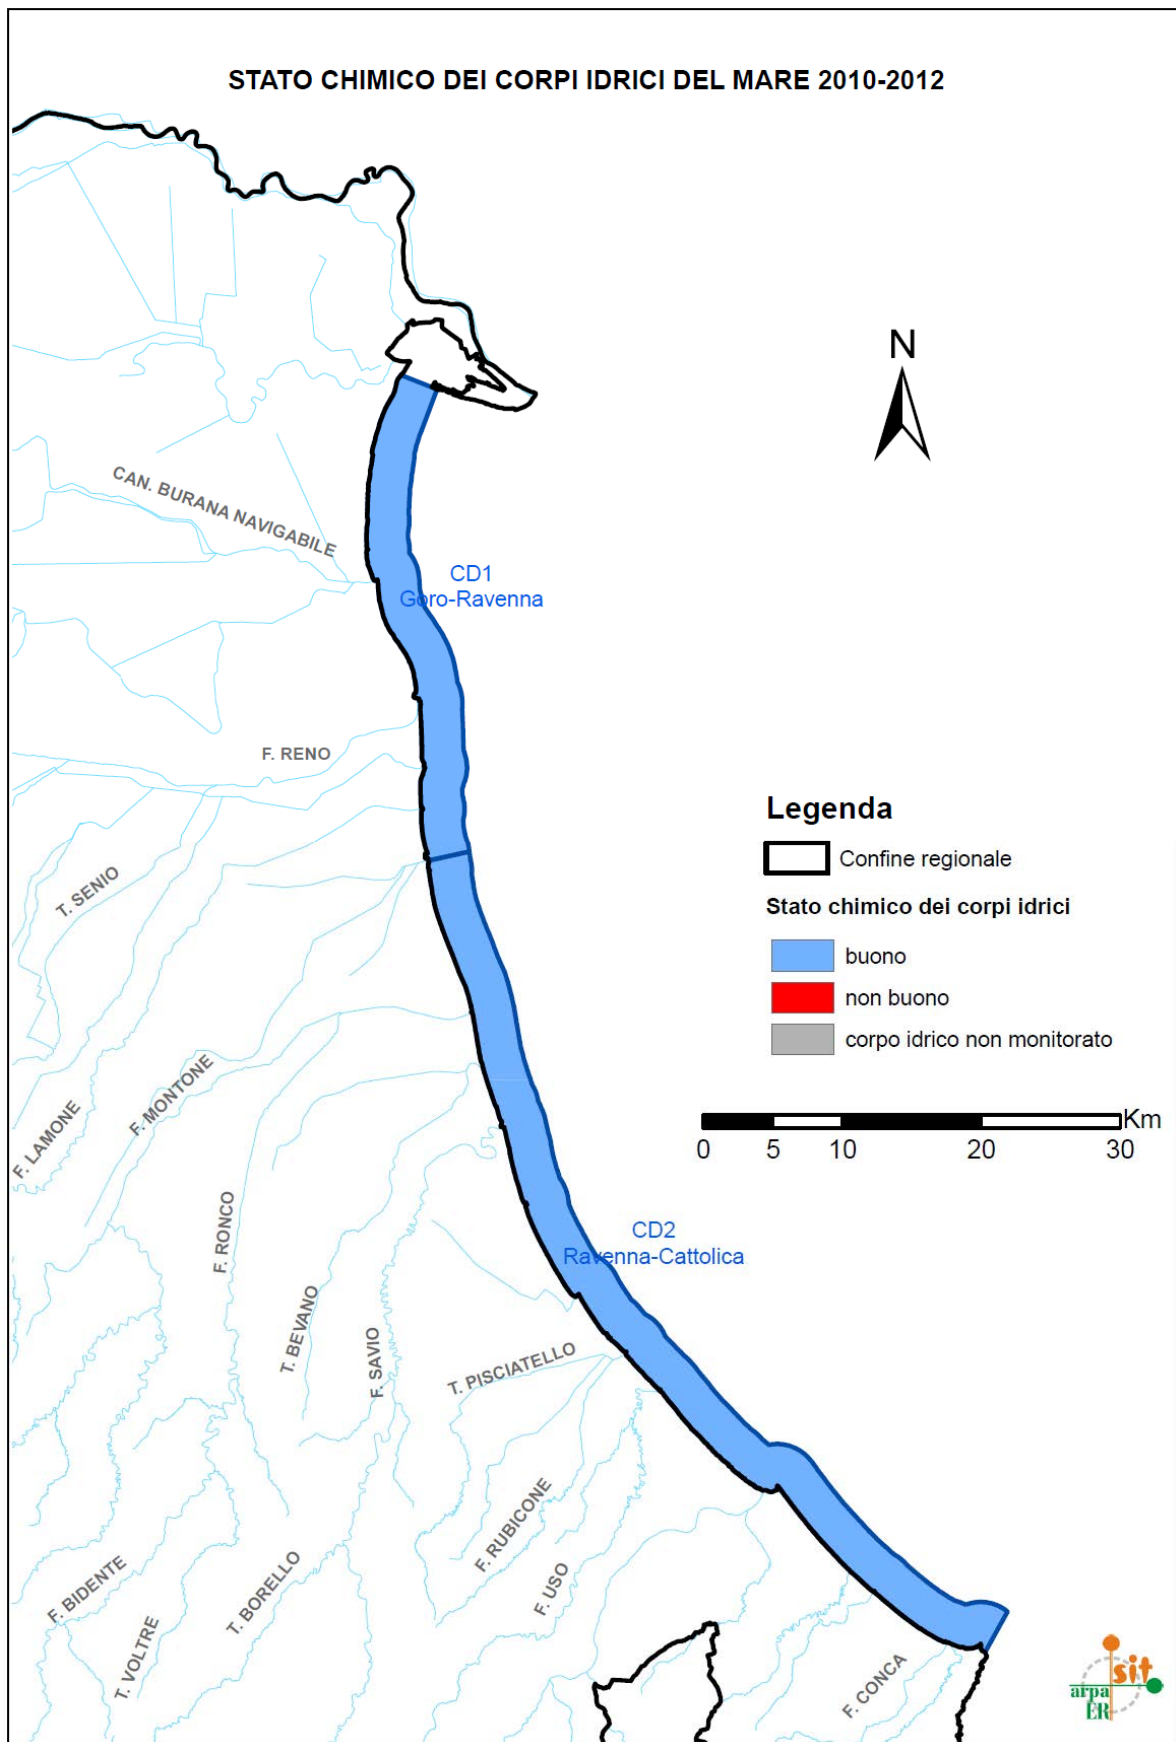 STATO CHIMICO DEI CORPI IDRICI DEL MARE 2010-2012
N
CAN. BURANA NAVIGABILE
CD1
Goro-Ravenna
F. RENO
Legenda
Confine regionale
T. SENIO
Stato chimico dei corpi idrici
buono
non buono
corpo idrico non monitorato
F. MONTONE
F. LAMONE
Km
0 5 10 20 30
F. RONCO
CD2
Ravenna-Cattolica
T. BEVANO
F. SAVIO
T. PISCIATELLO
F. RUBICONE
F. USO
F. BIDENTE
T. BORELLO
T. VOLTRE
F. CONCA
sit
arpa
ER